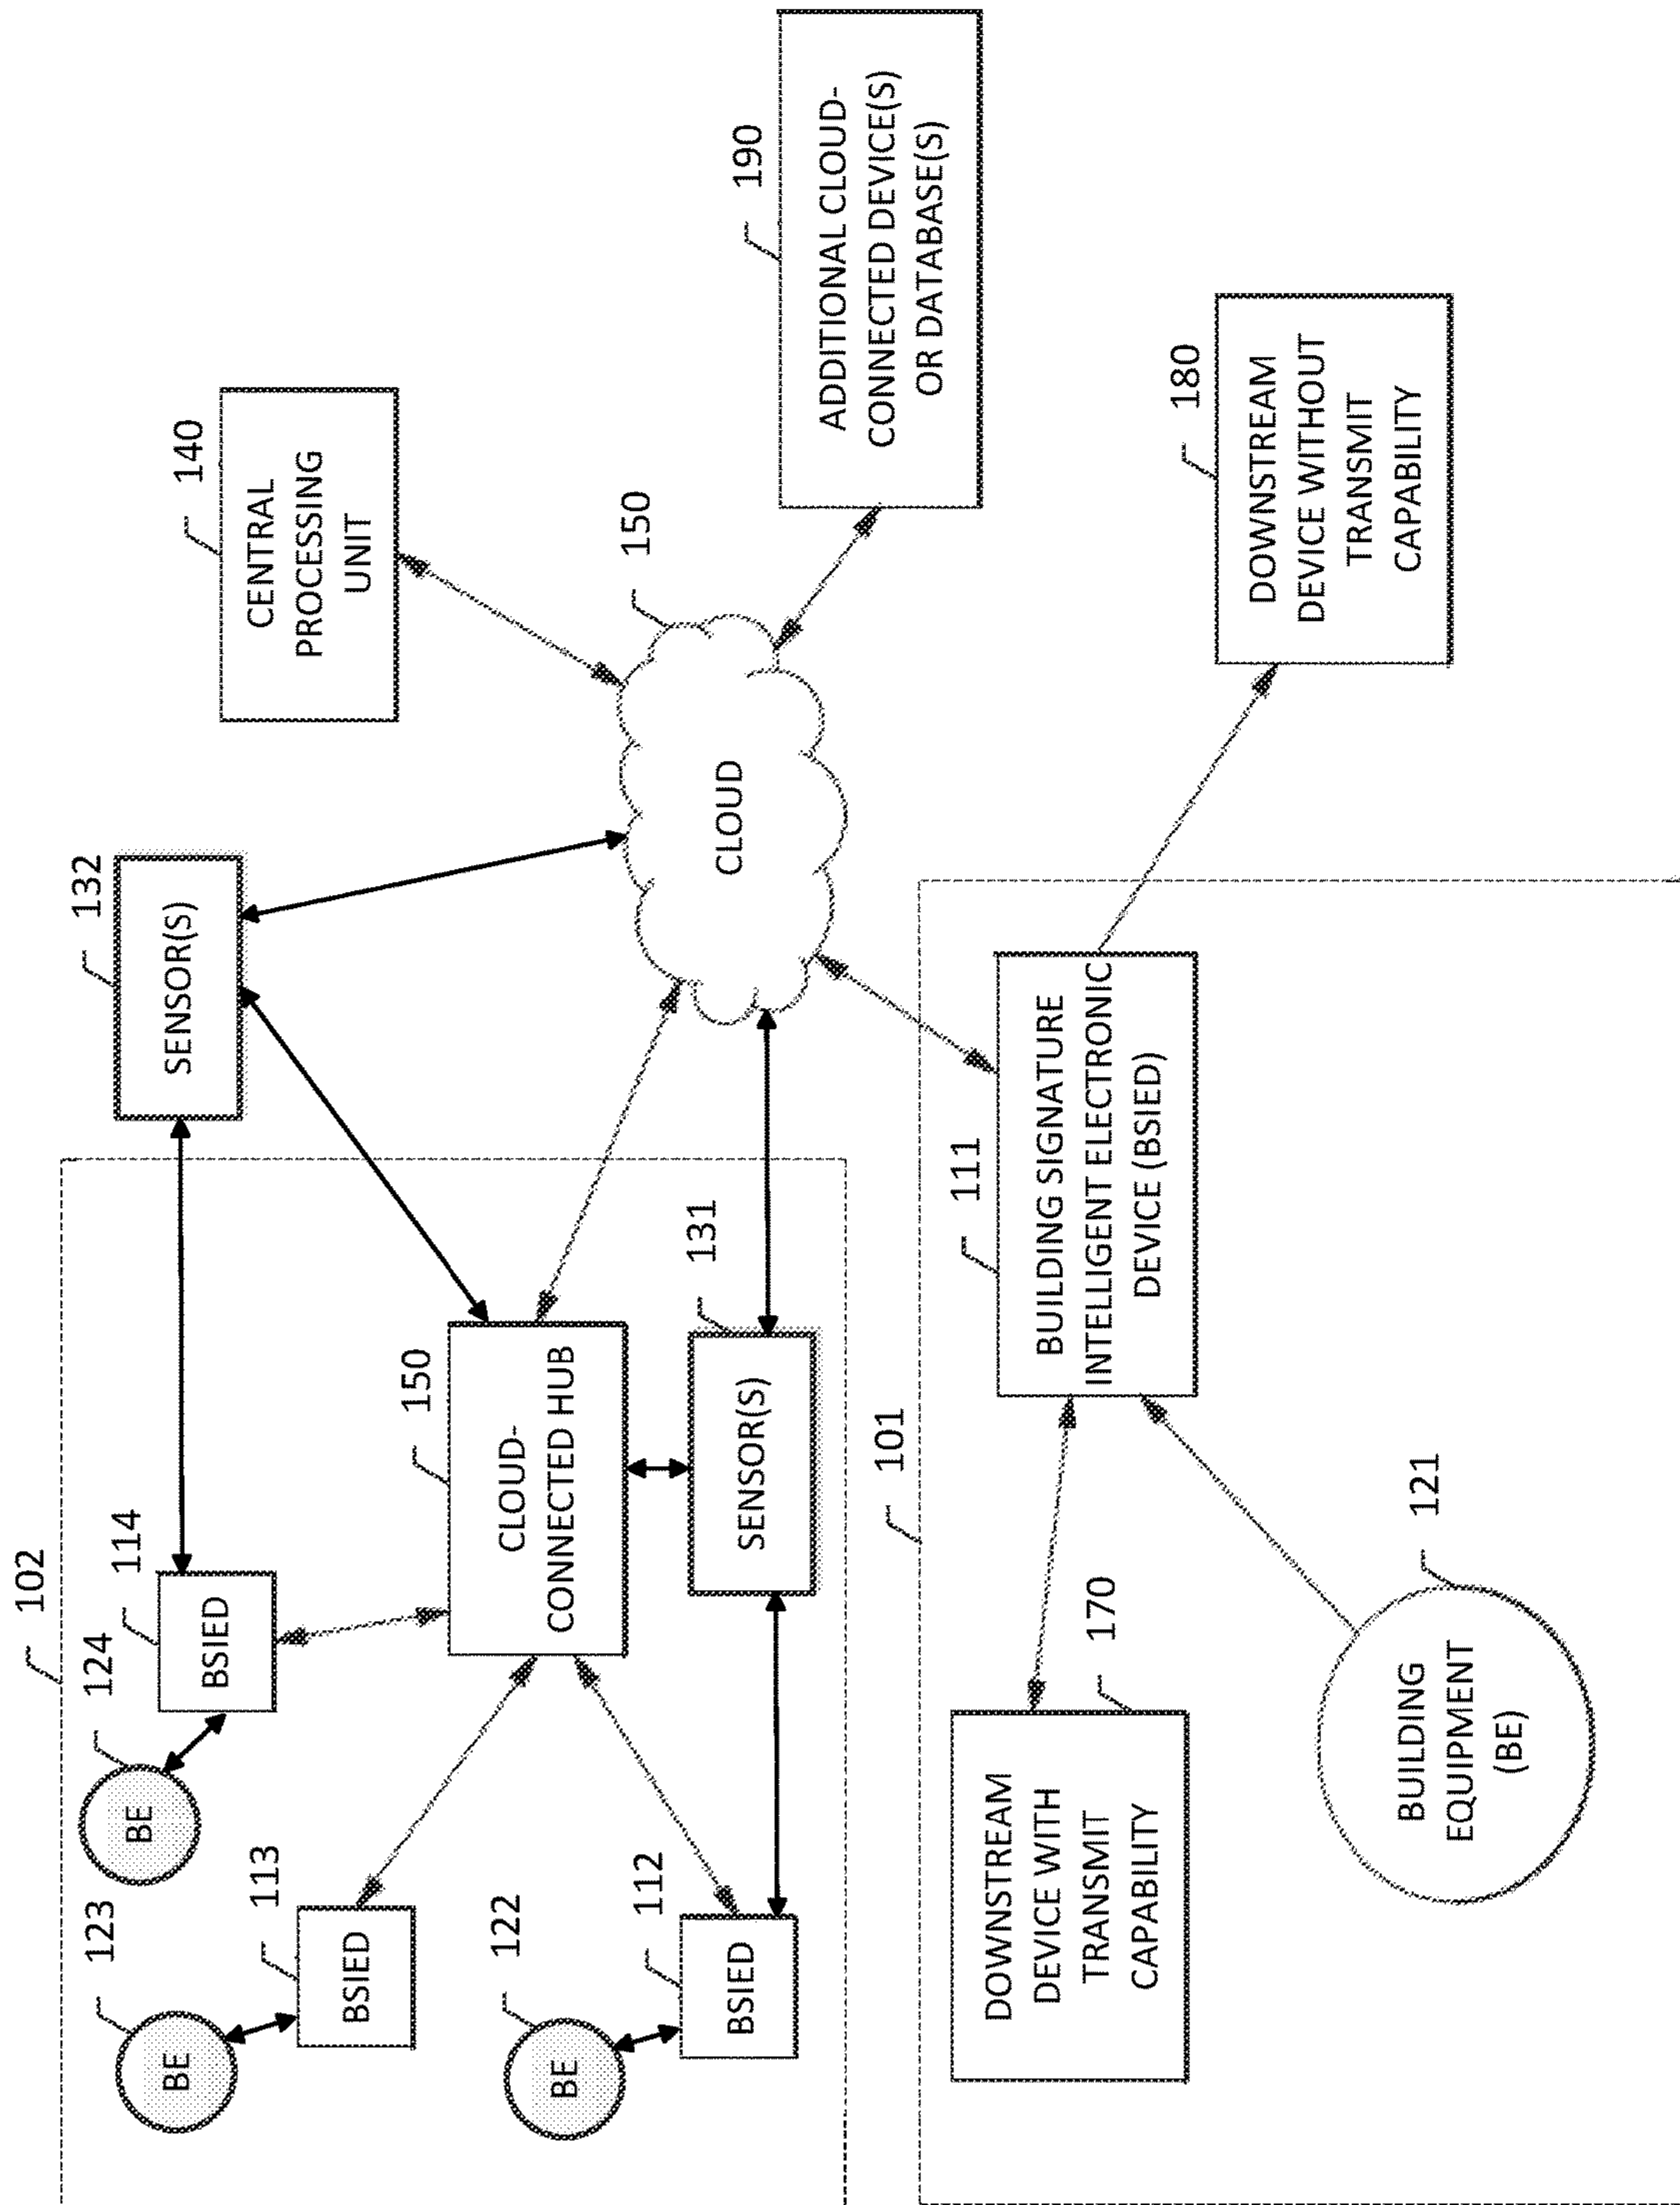 102
123
BE
113
BSIED
124
BE
114
BSIED
122
BE
112
BSIED
150
CLOUD-
CONNECTED HUB
131
SENSOR(S)
132
SENSOR(S)
140
CENTRAL
PROCESSING
UNIT
150
CLOUD
190
ADDITIONAL CLOUD-
CONNECTED DEVICE(S)
OR DATABASE(S)
101
170
DOWNSTREAM
DEVICE WITH
TRANSMIT
CAPABILITY
121
BUILDING
EQUIPMENT
(BE)
111
BUILDING SIGNATURE
INTELLIGENT ELECTRONIC
DEVICE (BSIED)
180
DOWNSTREAM
DEVICE WITHOUT
TRANSMIT
CAPABILITY